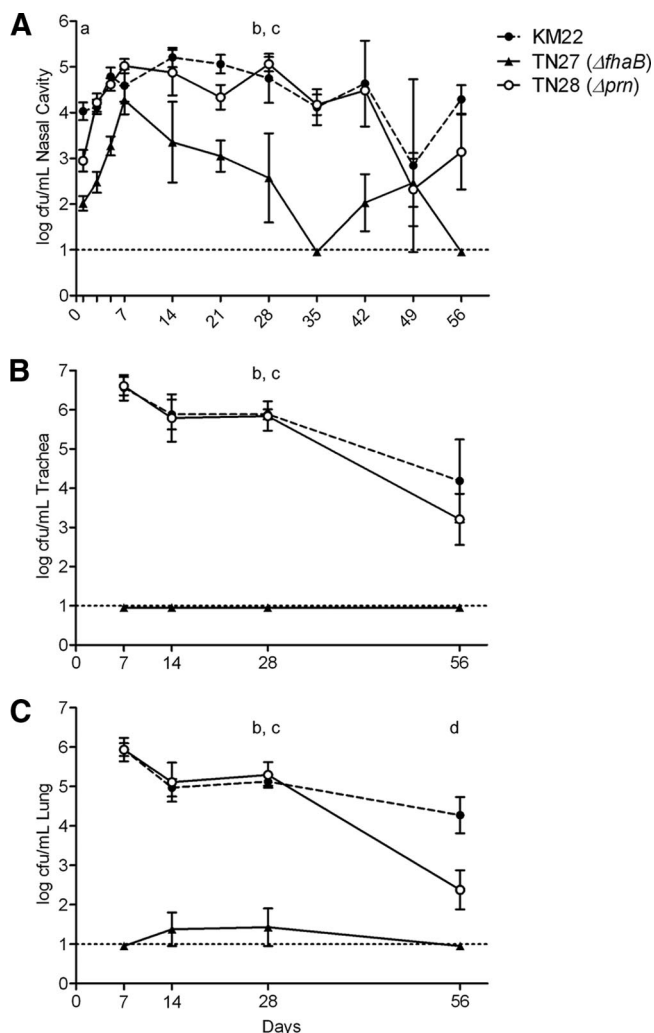 A
a
b, c
KM22
TN27 (ΔfhaB)
TN28 (Δprn)
log cfu/mL Nasal Cavity
6
5
4
3
2
1
0
0 7 14 21 28 35 42 49 56
B
b, c
log cfu/mL Trachea
7
6
5
4
3
2
1
0
0 7 14 28 56
C
b, c d
log cfu/mL Lung
7
6
5
4
3
2
1
0
0 7 14 28 56
Days